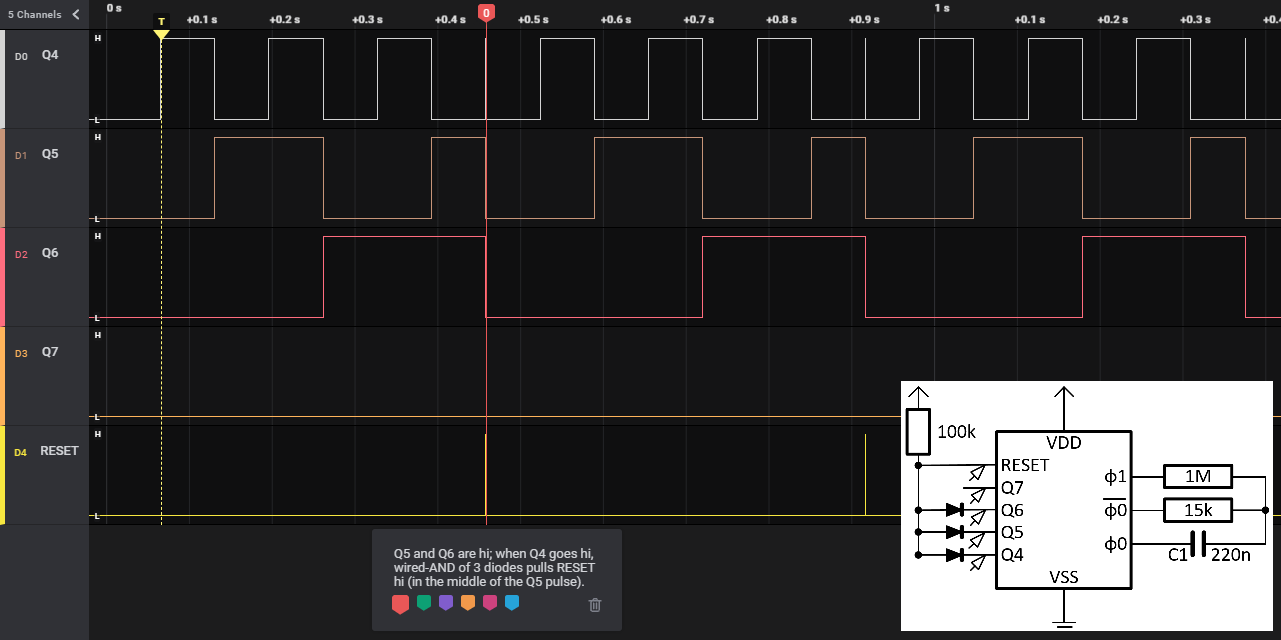 5 Channels
0 s
+0.1 s
+0.2 s
+0.3 s
+0.4 s
+0.5 s
+0.6 s
+0.7 s
+0.8 s
+0.9 s
1 s
+0.1 s
+0.2 s
+0.3 s
+0.4
T
0
D0 Q4
H
L
D1 Q5
H
L
D2 Q6
H
L
D3 Q7
H
L
D4 RESET
H
L
Q5 and Q6 are hi; when Q4 goes hi,
wired-AND of 3 diodes pulls RESET
hi (in the middle of the Q5 pulse).
100k
VDD
RESET
Q7
Q6
Q5
Q4
VSS
ϕ1
1M
ϕ0̅
15k
ϕ0
C1
220n